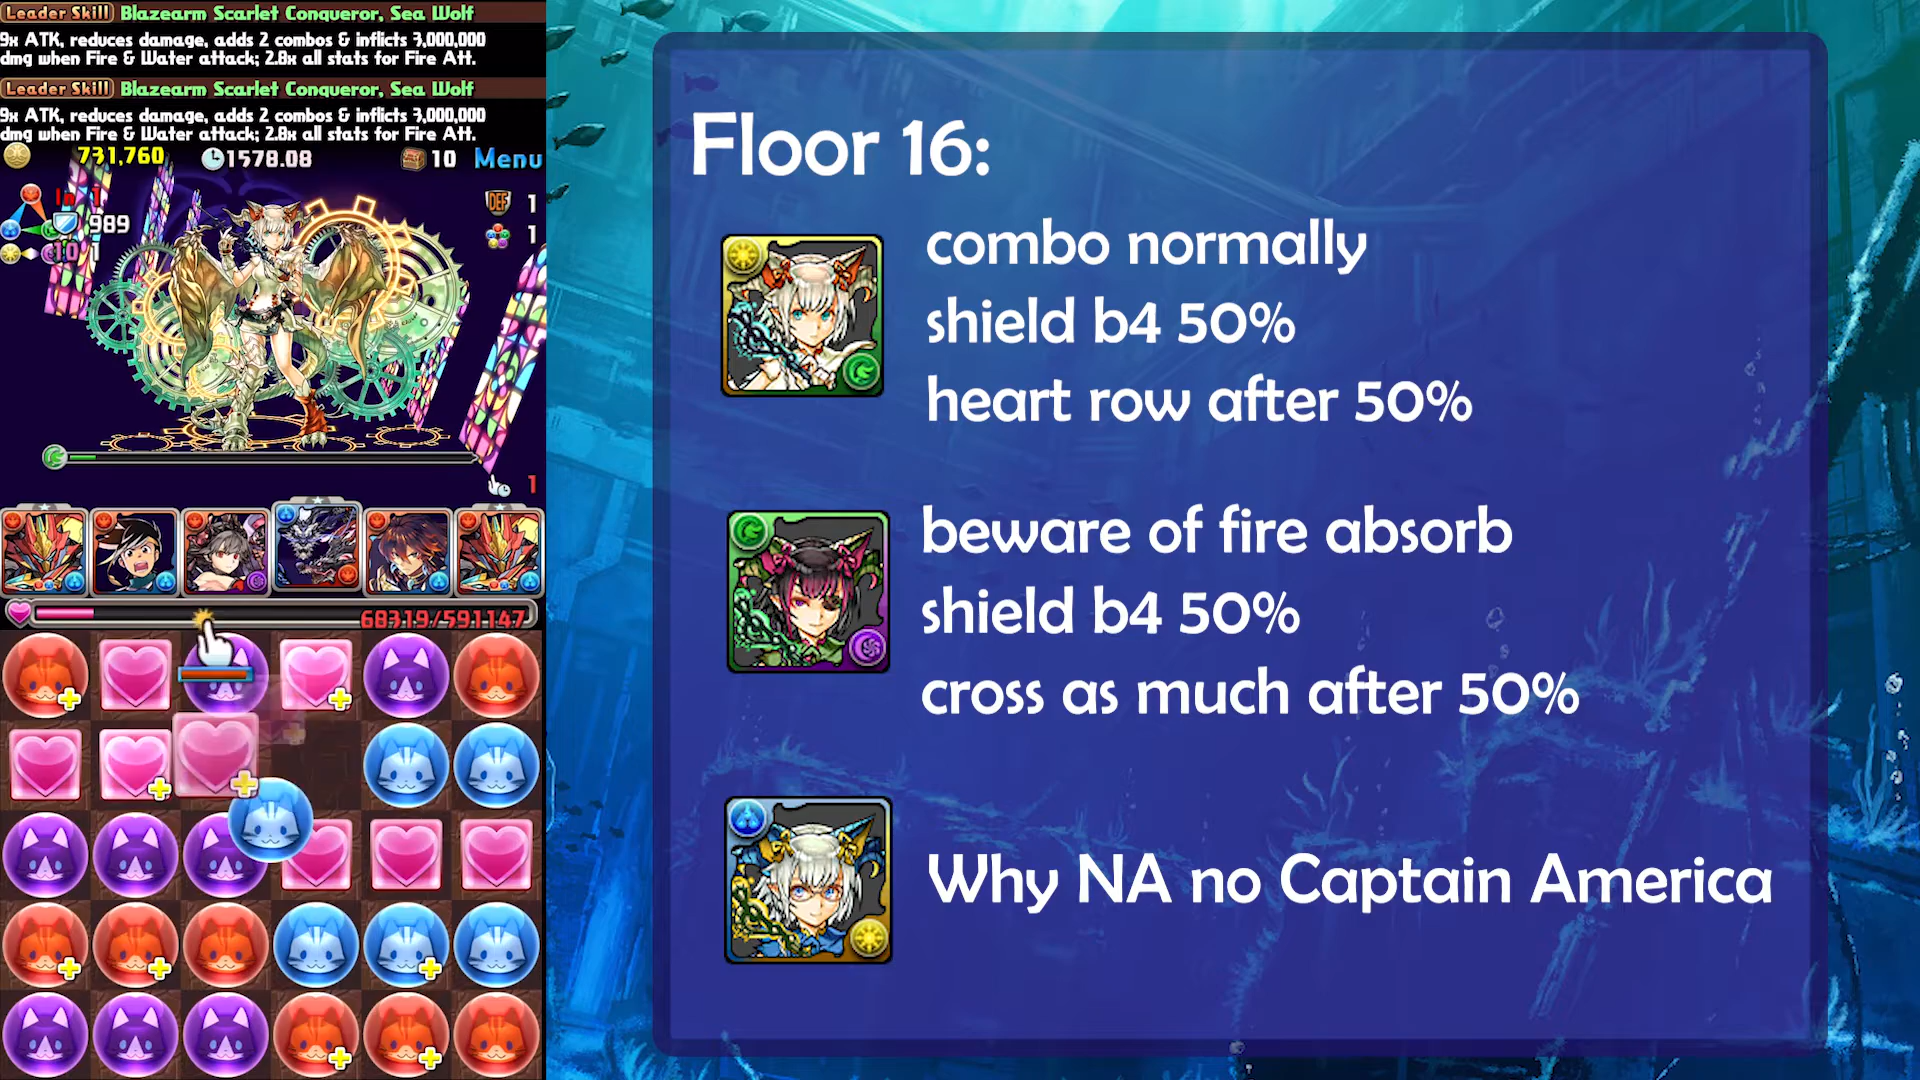 Leader Skill Blazearm Scarlet Conqueror, Sea Wolf
9x ATK, reduces damage, adds 2 combos & inflicts 3,000,000
dmg when Fire & Water attack; 2.8x all stats for Fire Att.
Leader Skill Blazearm Scarlet Conqueror, Sea Wolf
9x ATK, reduces damage, adds 2 combos & inflicts 3,000,000
dmg when Fire & Water attack; 2.8x all stats for Fire Att.
731,760 1578.08 10 Menu
In 1
989
10 1
DEF 1
1
1
68319/591147
Floor 16:
combo normally
shield b4 50%
heart row after 50%
beware of fire absorb
shield b4 50%
cross as much after 50%
Why NA no Captain America